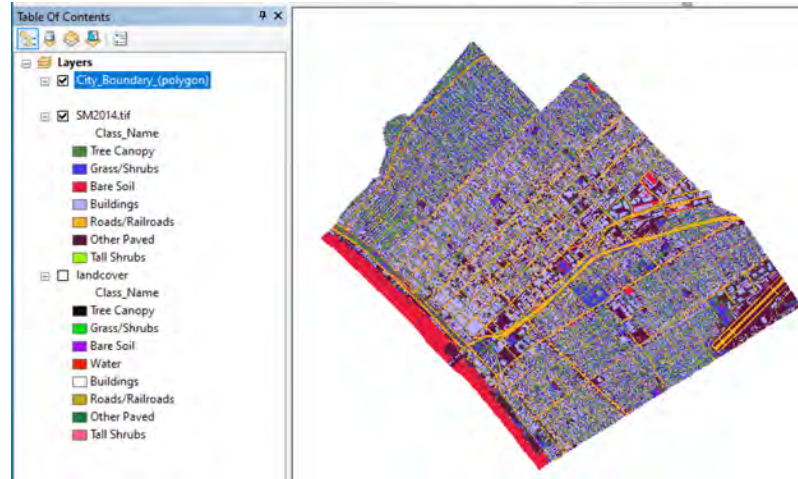 Table Of Contents
Layers
City_Boundary_(polygon)
SM2014.tif
Class_Name
Tree Canopy
Grass/Shrubs
Bare Soil
Buildings
Roads/Railroads
Other Paved
Tall Shrubs
landcover
Class_Name
Tree Canopy
Grass/Shrubs
Bare Soil
Water
Buildings
Roads/Railroads
Other Paved
Tall Shrubs